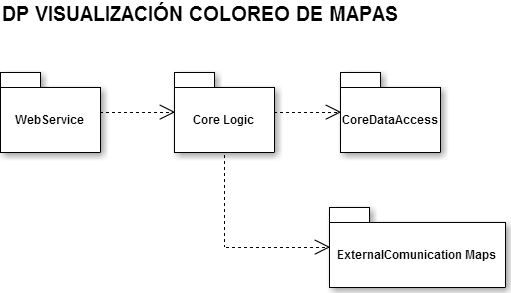 DP VISUALIZACIÓN COLOREO DE MAPAS
WebService
Core Logic
CoreDataAccess
ExternalComunication Maps